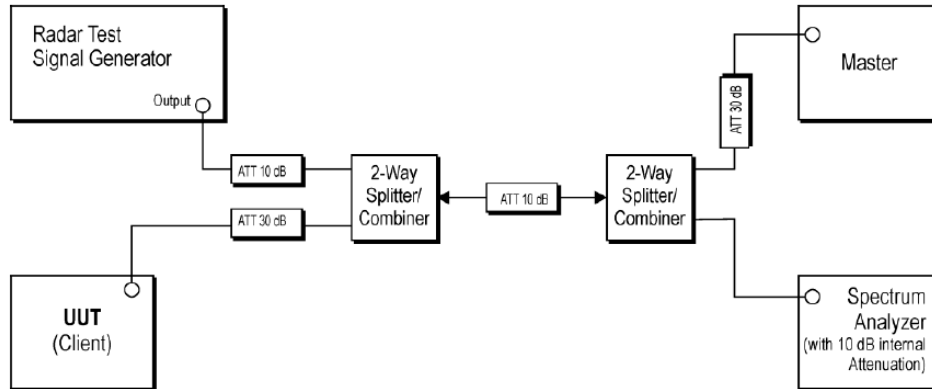 Radar Test
Signal Generator
Output
ATT 10 dB
2-Way
Splitter/
Combiner
ATT 30 dB
UUT
(Client)
ATT 10 dB
2-Way
Splitter/
Combiner
ATT 30 dB
Master
Spectrum
Analyzer
(with 10 dB internal
Attenuation)